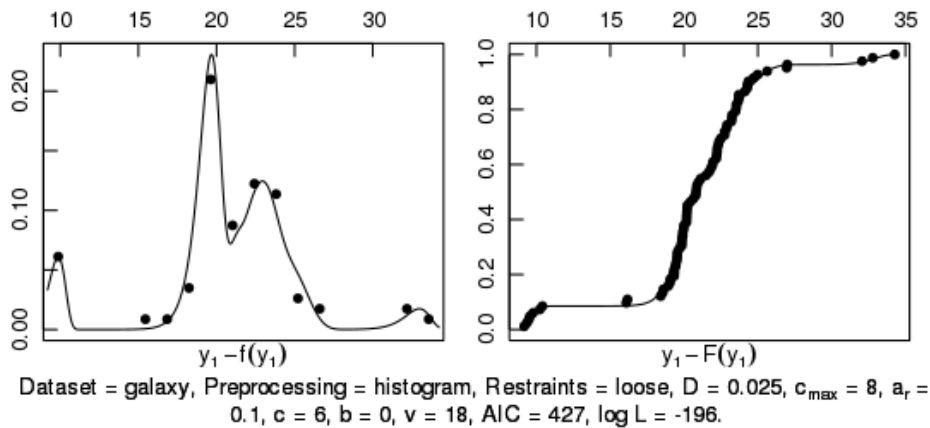 10 15 20 25 30
10 15 20 25 30 35
0.20
0.10
0.00
1.0
0.8
0.6
0.4
0.2
0.0
y₁ – f(y₁)
y₁ – F(y₁)
Dataset = galaxy, Preprocessing = histogram, Restraints = loose, D = 0.025, cₘₐₓ = 8, aᵣ =
0.1, c = 6, b = 0, v = 18, AIC = 427, log L = -196.